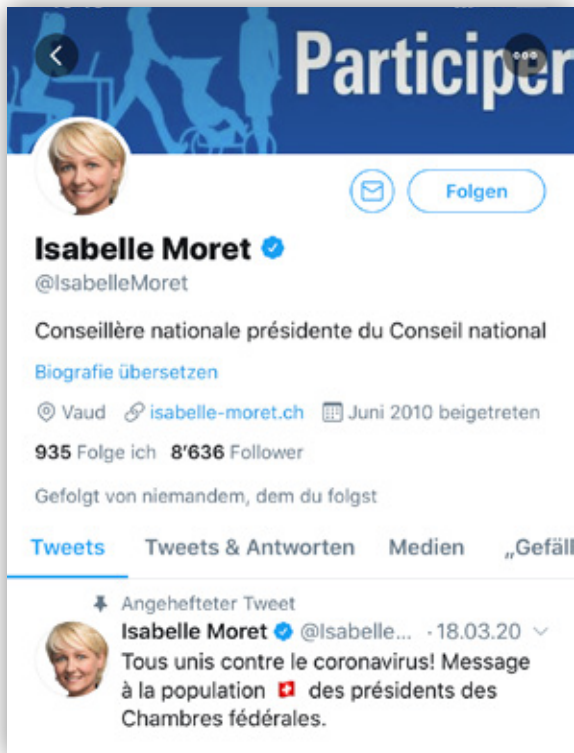 Participer
Folgen
Isabelle Moret
@IsabelleMoret
Conseillère nationale présidente du Conseil national
Biografie übersetzen
Vaud isabelle-moret.ch Juni 2010 beigetreten
935 Folge ich 8'636 Follower
Gefolgt von niemandem, dem du folgst
Tweets Tweets & Antworten Medien „Gefäll
Angehefteter Tweet
Isabelle Moret @Isabelle... · 18.03.20
Tous unis contre le coronavirus! Message
à la population 🇨🇭 des présidents des
Chambres fédérales.